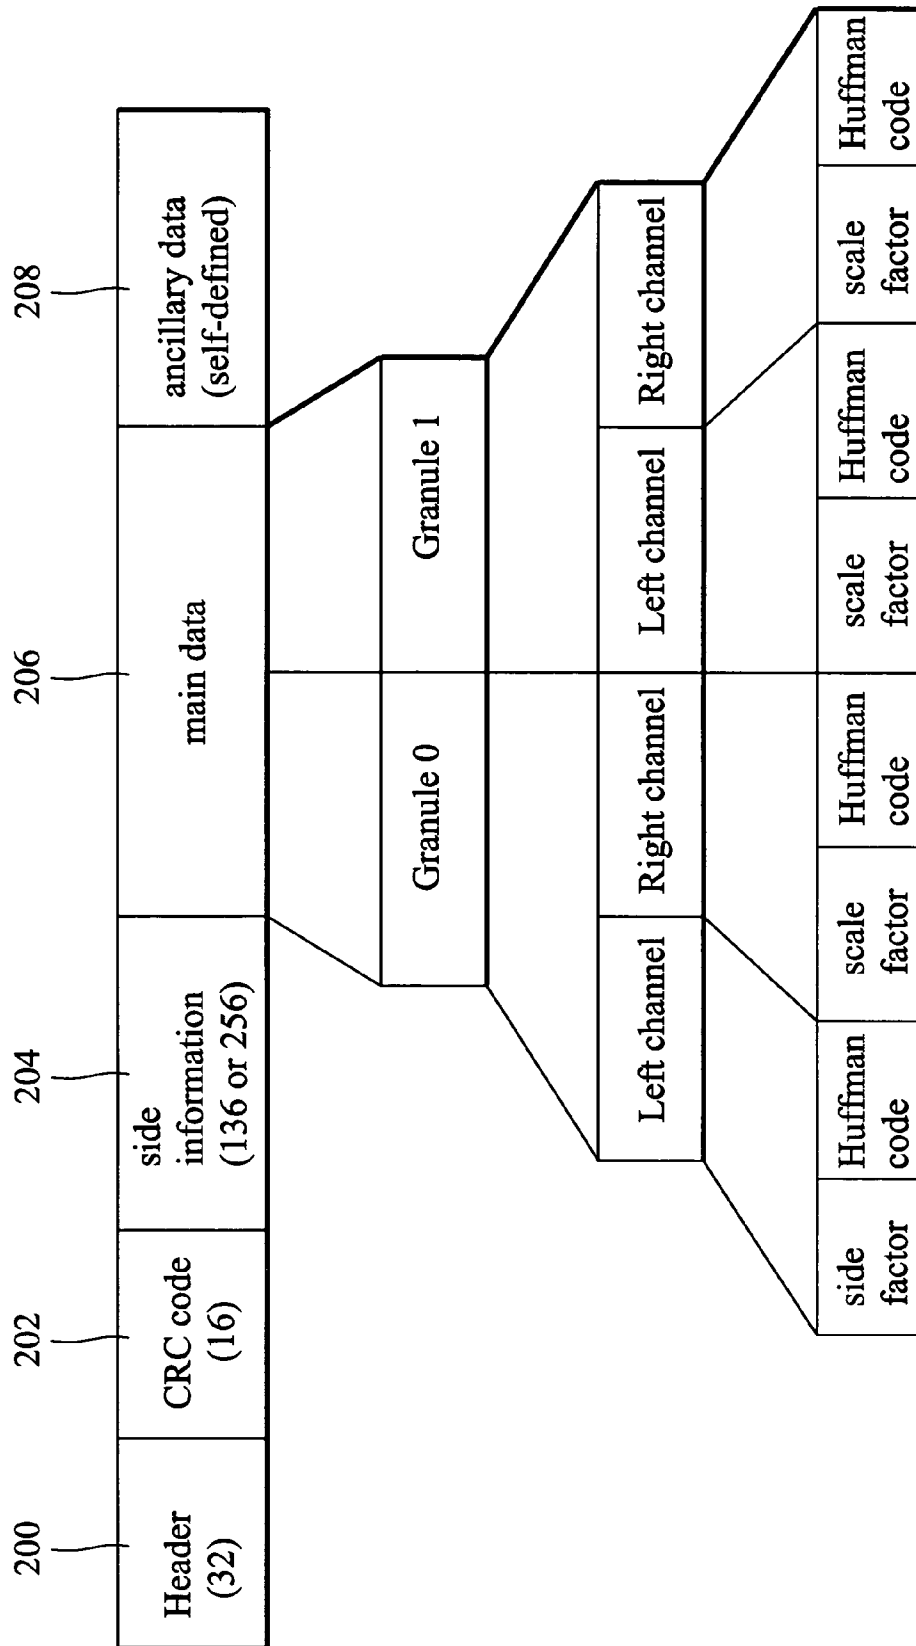 200
202
204
206
208
Header
(32)
CRC code
(16)
side
information
(136 or 256)
main data
ancillary data
(self-defined)
Granule 0
Granule 1
Left channel
Right channel
Left channel
Right channel
side
factor
Huffman
code
scale
factor
Huffman
code
scale
factor
Huffman
code
scale
factor
Huffman
code